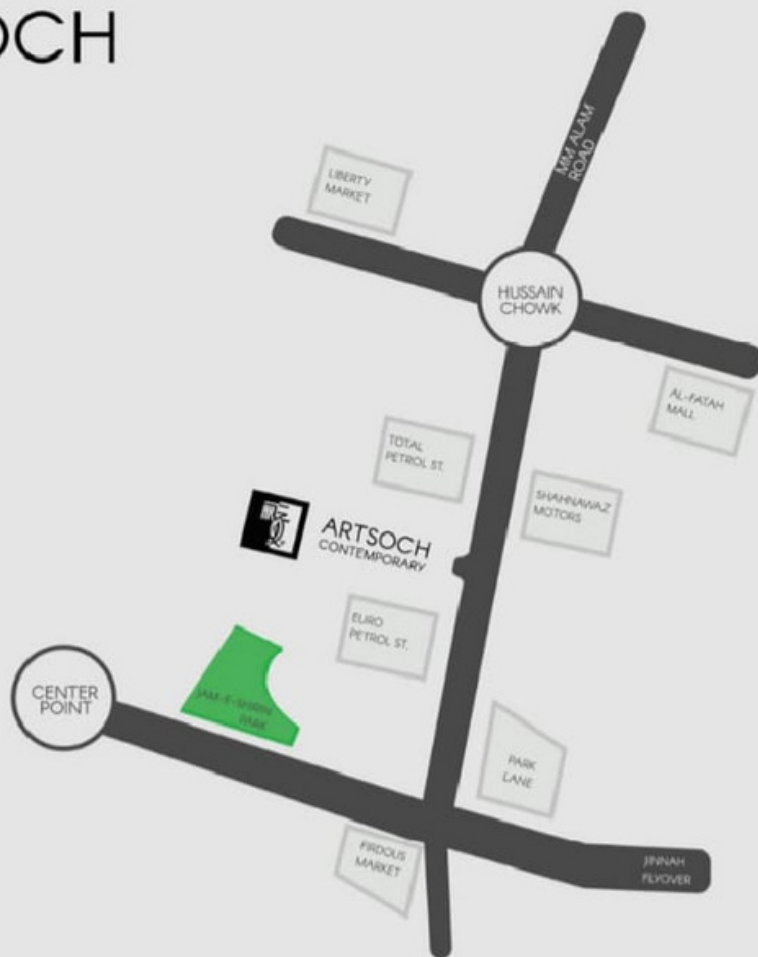 OCH
MM ALAM
ROAD
LIBERTY
MARKET
HUSSAIN
CHOWK
AL-FATAH
MALL
TOTAL
PETROL ST.
SHAHNAWAZ
MOTORS
ARTSOCH
CONTEMPORARY
EURO
PETROL ST.
CENTER
POINT
JAM-E-SHIRIN
PARK
PARK
LANE
FIRDOUS
MARKET
JINNAH
FLYOVER